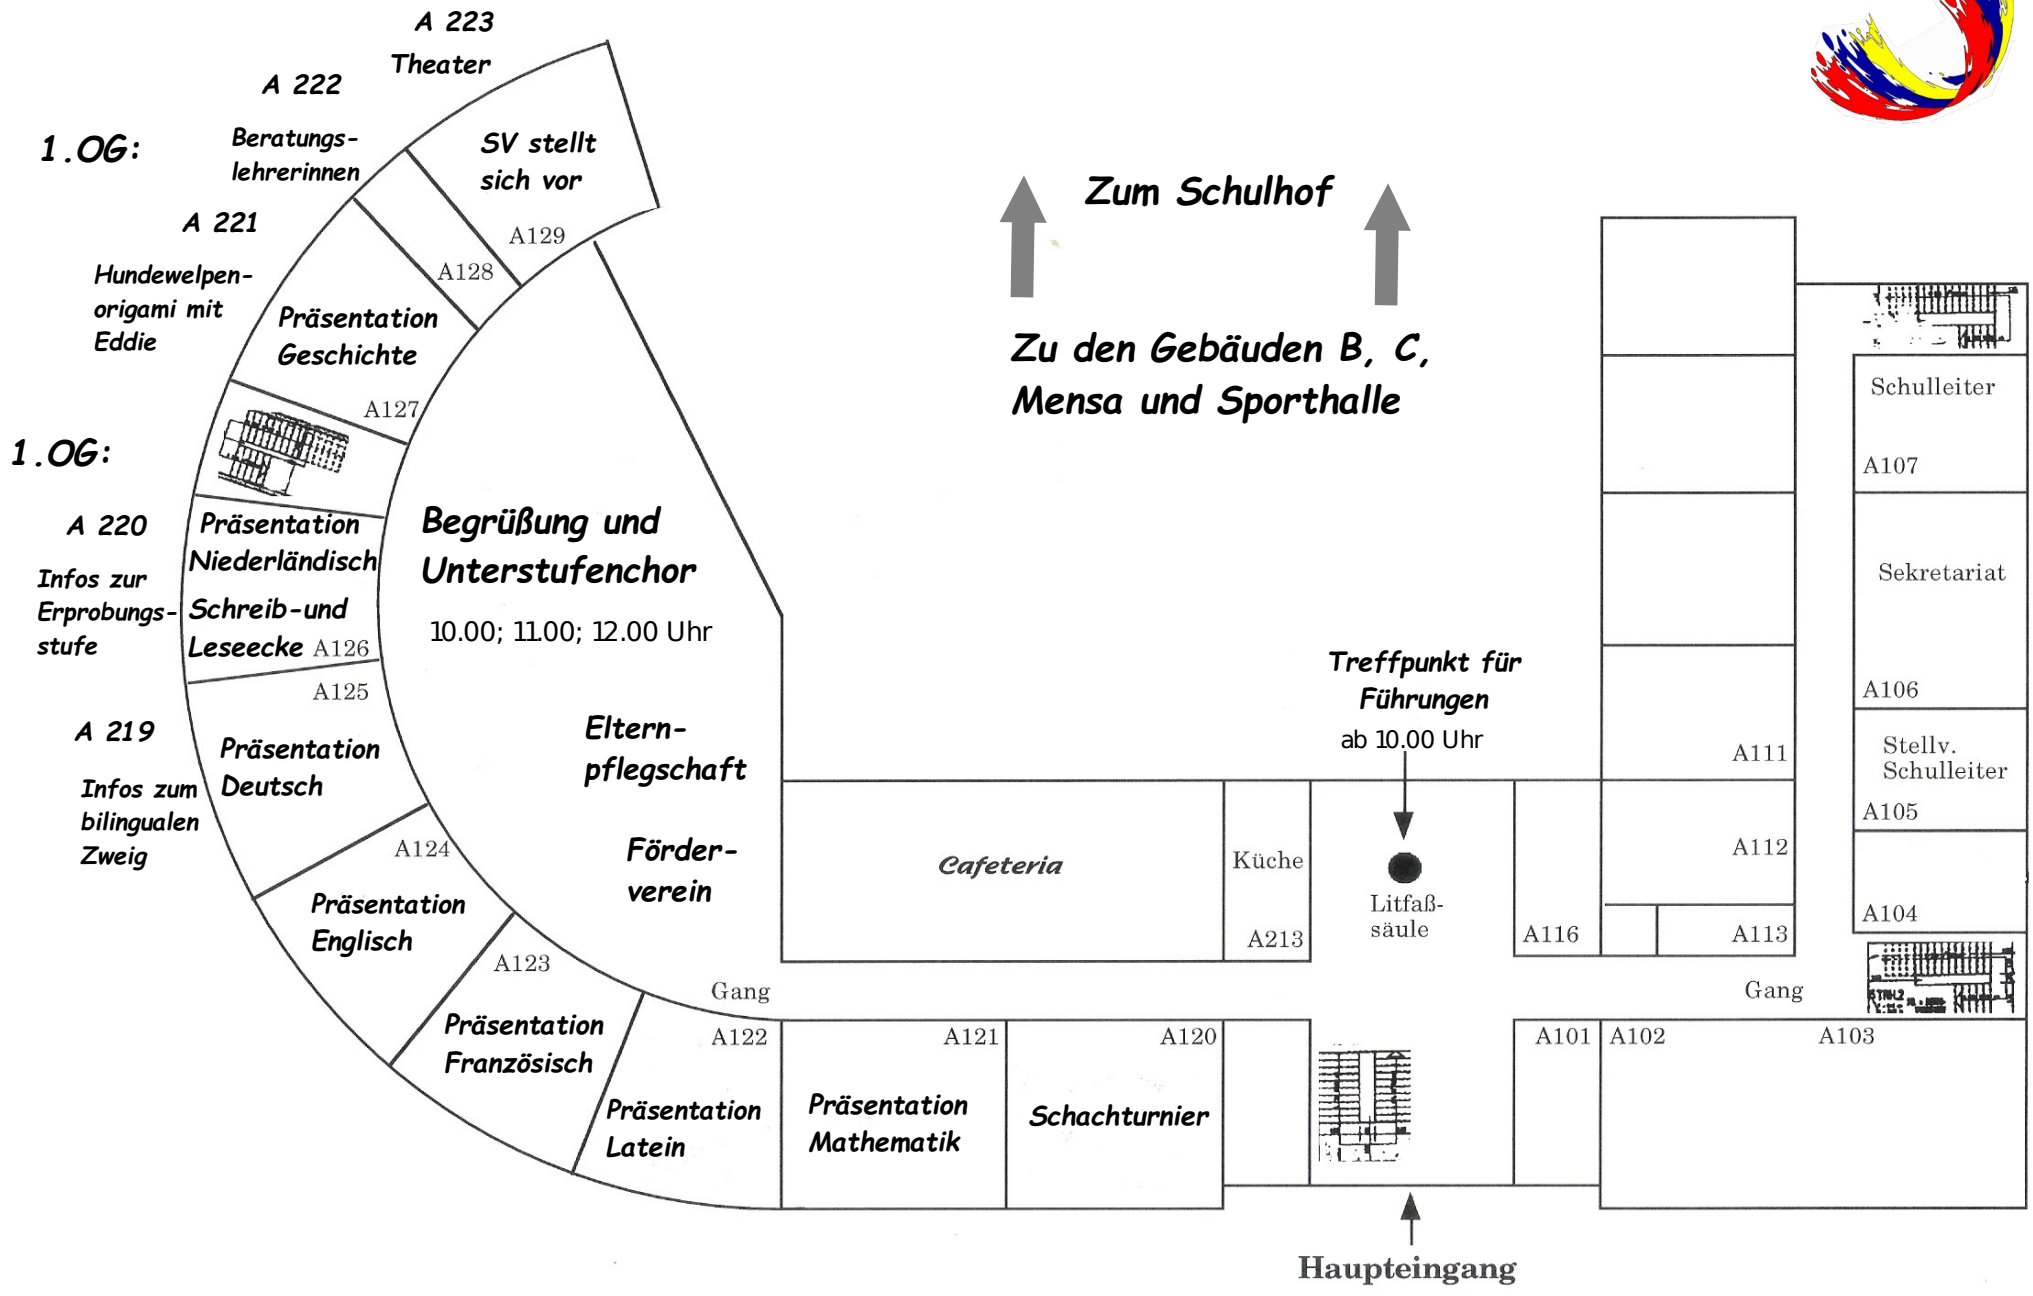 A 223
Theater
A 222
Beratungs-
lehrerinnen
1.OG:
SV stellt
sich vor
A129
A128
A 221
Hundewelpen-
origami mit
Eddie
Präsentation
Geschichte
A127
1.OG:
A 220
Infos zur
Erprobungs-
stufe
Präsentation
Niederländisch
Schreib-und
Leseecke A126
A125
A 219
Infos zum
bilingualen
Zweig
Präsentation
Deutsch
A124
Präsentation
Englisch
A123
Präsentation
Französisch
A122
Präsentation
Latein
Begrüßung und
Unterstufenchor
10.00; 11.00; 12.00 Uhr
Eltern-
pflegschaft
Förder-
verein
Gang
Zum Schulhof
Zu den Gebäuden B, C,
Mensa und Sporthalle
Treffpunkt für
Führungen
ab 10.00 Uhr
Cafeteria
Küche
A213
Litfaß-
säule
A116
A121
Präsentation
Mathematik
A120
Schachturnier
Haupteingang
A111
A112
A113
Schulleiter
A107
Sekretariat
A106
Stellv.
Schulleiter
A105
A104
Gang
A101
A102
A103